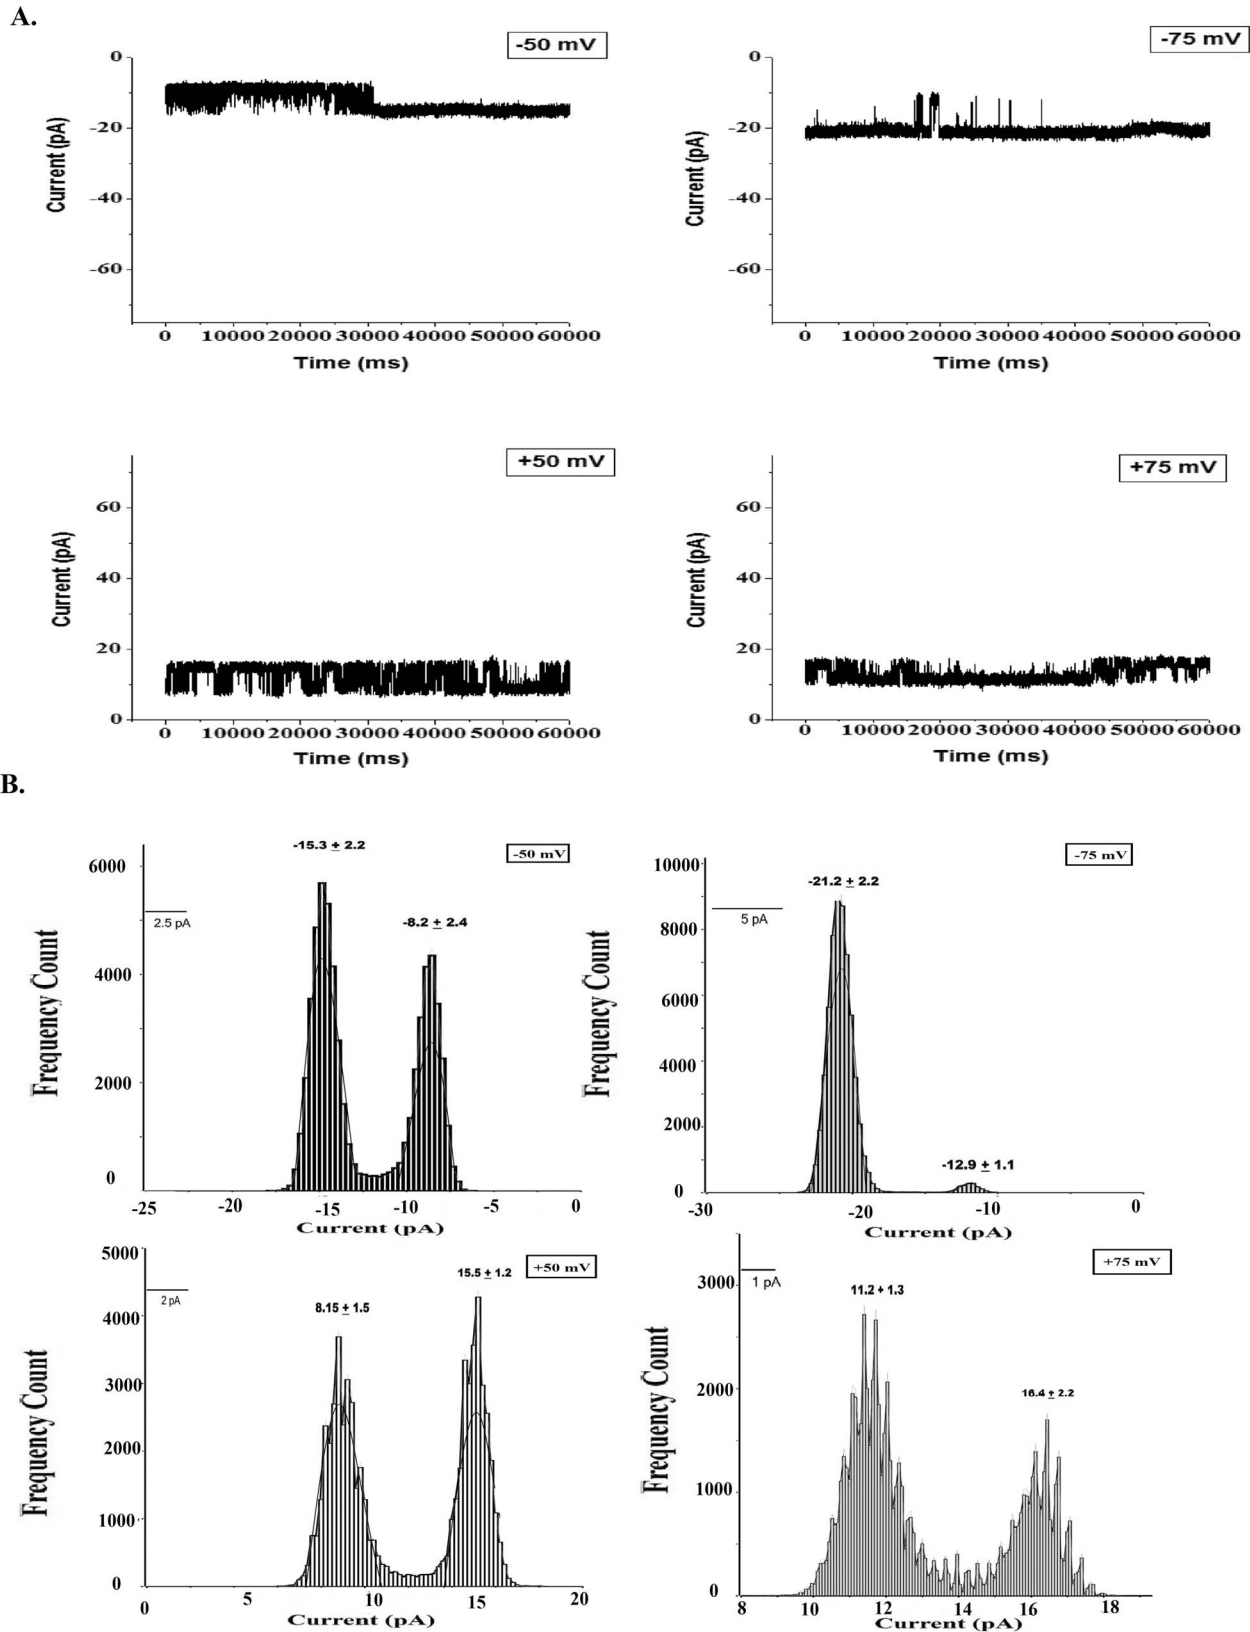 A.
-50 mV
0
-20
-40
-60
Current (pA)
0 10000 20000 30000 40000 50000 60000
Time (ms)
-75 mV
0
-20
-40
-60
Current (pA)
0 10000 20000 30000 40000 50000 60000
Time (ms)
+50 mV
60
40
20
0
Current (pA)
0 10000 20000 30000 40000 50000 60000
Time (ms)
+75 mV
60
40
20
0
Current (pA)
0 10000 20000 30000 40000 50000 60000
Time (ms)
B.
-15.3 ± 2.2
-50 mV
6000
2.5 pA
-8.2 ± 2.4
4000
2000
0
Frequency Count
-25 -20 -15 -10 -5 0
Current (pA)
-75 mV
10000
-21.2 ± 2.2
5 pA
8000
6000
4000
2000
-12.9 ± 1.1
0
Frequency Count
-30 -20 -10 0
Current (pA)
5000
+50 mV
15.5 ± 1.2
2 pA
8.15 ± 1.5
4000
3000
2000
1000
0
Frequency Count
0 5 10 15 20
Current (pA)
+75 mV
3000
1 pA
11.2 + 1.3
16.4 ± 2.2
2000
1000
0
Frequency Count
8 10 12 14 16 18
Current (pA)